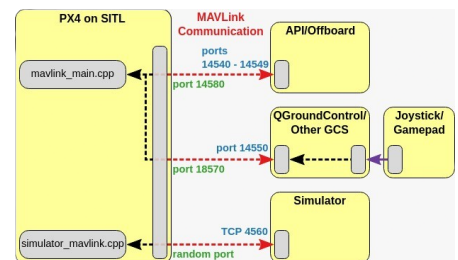 PX4 on SITL
MAVLink
Communication
API/Offboard
ports
14540 - 14549
mavlink_main.cpp
port 14580
QGroundControl/
Other GCS
Joystick/
Gamepad
port 14550
port 18570
Simulator
TCP 4560
simulator_mavlink.cpp
random port